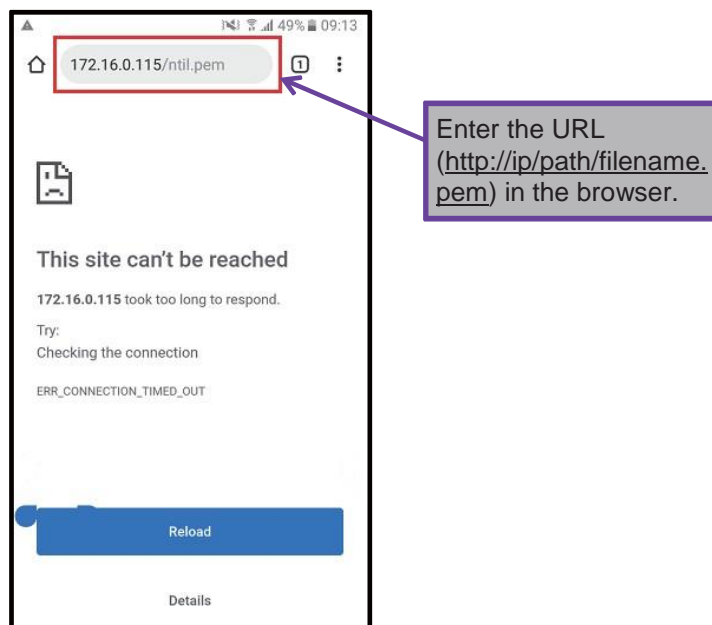 49% 09:13
172.16.0.115/ntil.pem
1
Enter the URL
(http://ip/path/filename.
pem) in the browser.
This site can't be reached
172.16.0.115 took too long to respond.
Try:
Checking the connection
ERR_CONNECTION_TIMED_OUT
Reload
Details